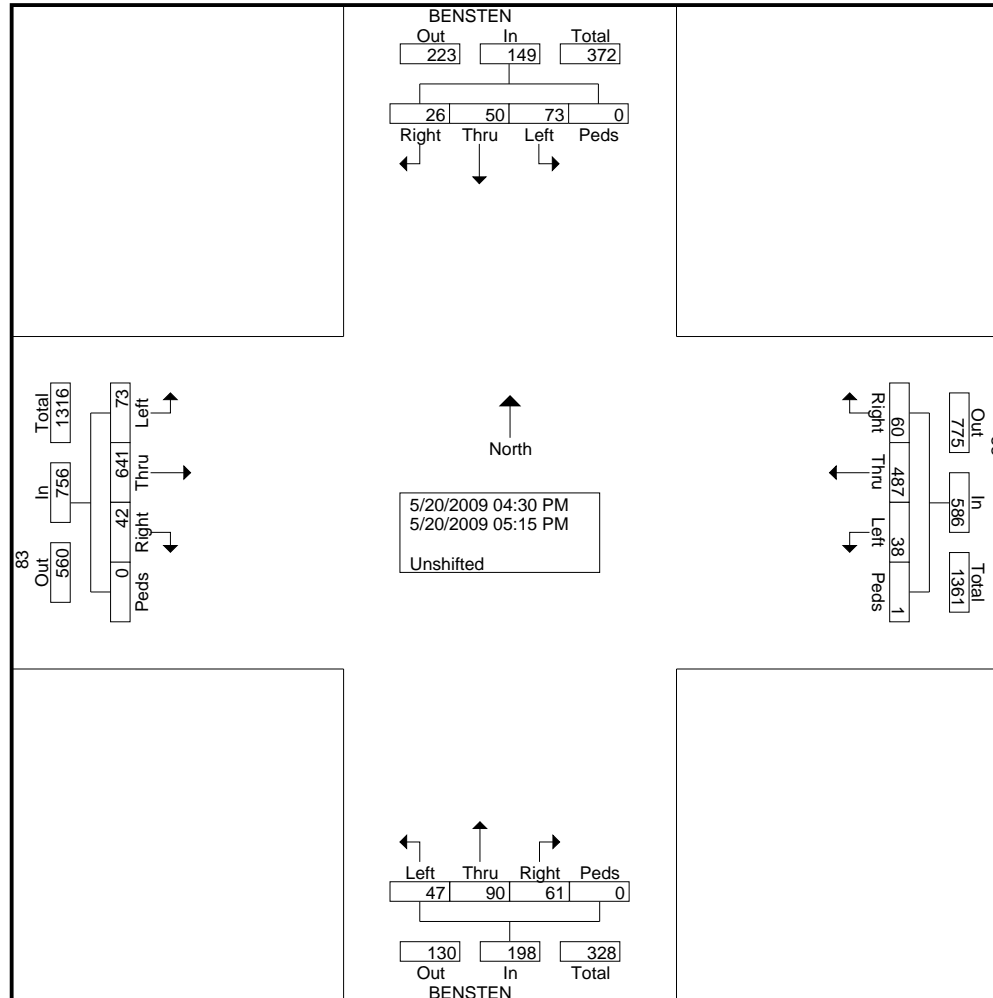 BENSTEN
Out In Total
223 149 372
26 50 73 0
Right Thru Left Peds
Left Thru Right Peds
73 641 42 0
Total In Out
1316 756 560
83
North
5/20/2009 04:30 PM
5/20/2009 05:15 PM
Unshifted
Right Thru Left Peds
60 487 38 1
Out In Total
775 586 1361
Left Thru Right Peds
47 90 61 0
130 198 328
Out In Total
BENSTEN